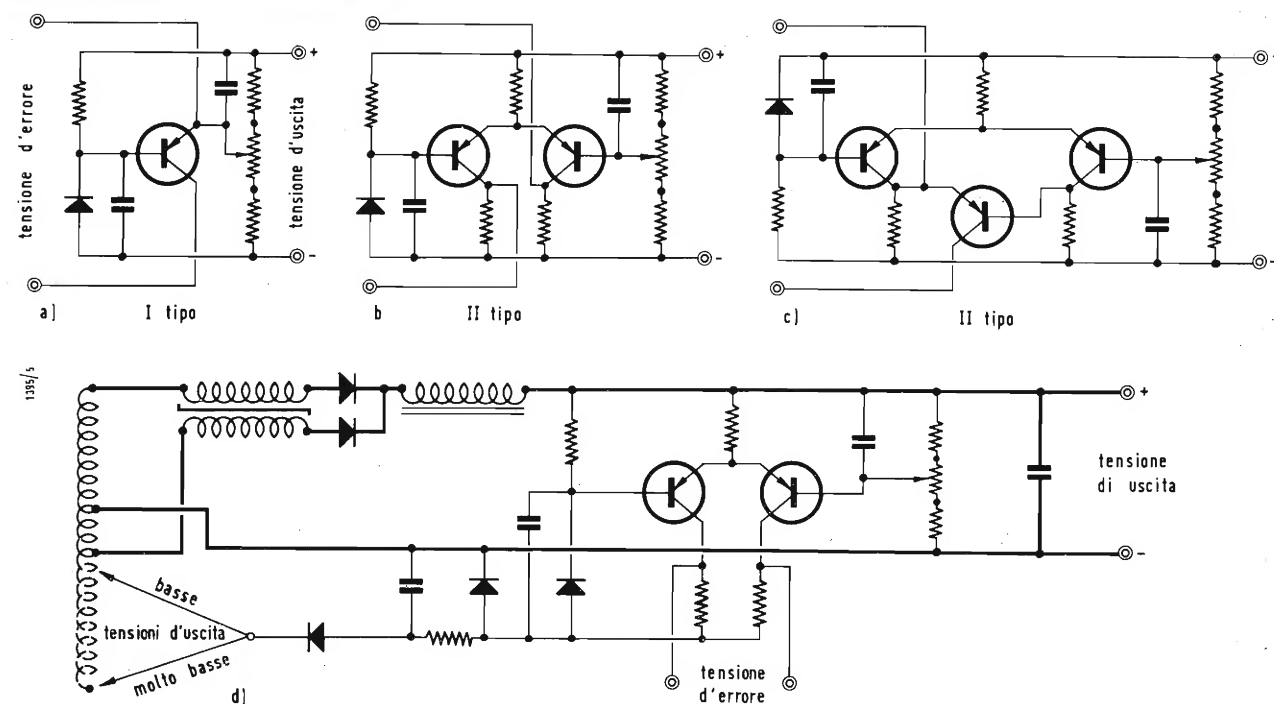 tensione d'errore
+
tensione d'uscita
-
a) I tipo
+
-
b II tipo
+
-
c) II tipo
1395/5
+
tensione
di uscita
-
basse
tensioni d'uscita
molto basse
d)
tensione
d'errore